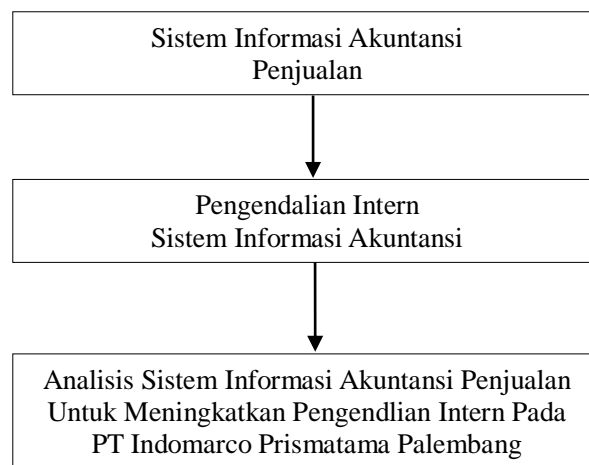 Sistem Informasi Akuntansi
Penjualan
Pengendalian Intern
Sistem Informasi Akuntansi
Analisis Sistem Informasi Akuntansi Penjualan
Untuk Meningkatkan Pengendlian Intern Pada
PT Indomarco Prismatama Palembang